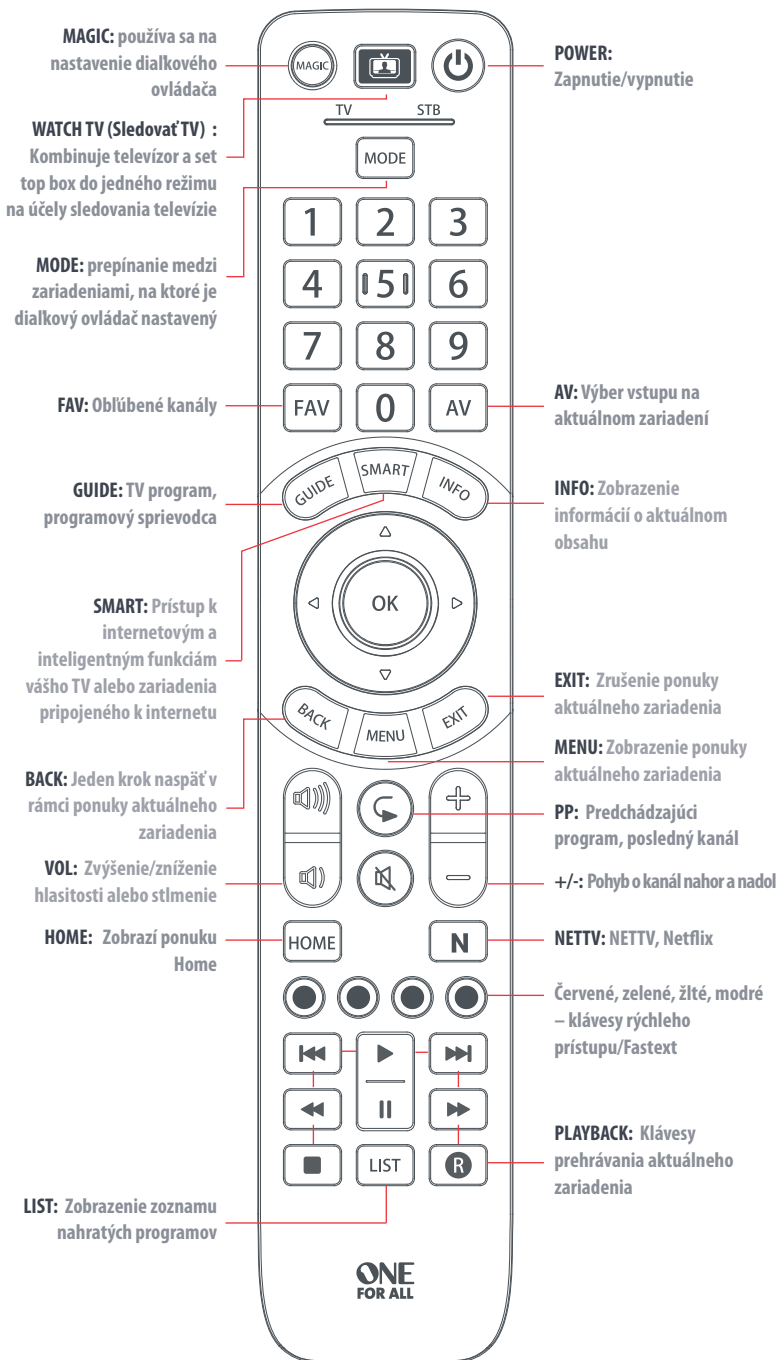 MAGIC: používa sa na
nastavenie diaľkového
ovládača
WATCH TV (Sledovať TV) :
Kombinuje televízor a set
top box do jedného režimu
na účely sledovania televízie
MODE: prepínanie medzi
zariadeniami, na ktoré je
diaľkový ovládač nastavený
FAV: Obľúbené kanály
GUIDE: TV program,
programový sprievodca
SMART: Prístup k
internetovým a
inteligentným funkciám
vášho TV alebo zariadenia
pripojeného k internetu
BACK: Jeden krok naspäť v
rámci ponuky aktuálneho
zariadenia
VOL: Zvýšenie/zníženie
hlasitosti alebo stlmenie
HOME: Zobrazí ponuku
Home
LIST: Zobrazenie zoznamu
nahratých programov
MAGIC
TV STB
MODE
1 2 3
4 5 6
7 8 9
FAV 0 AV
GUIDE SMART INFO
OK
BACK MENU EXIT
HOME N
LIST R
ONE
FOR ALL
POWER:
Zapnutie/vypnutie
AV: Výber vstupu na
aktuálnom zariadení
INFO: Zobrazenie
informácií o aktuálnom
obsahu
EXIT: Zrušenie ponuky
aktuálneho zariadenia
MENU: Zobrazenie ponuky
aktuálneho zariadenia
PP: Predchádzajúci
program, posledný kanál
+/-: Pohyb o kanál nahor a nadol
NETTV: NETTV, Netflix
Červené, zelené, žlté, modré
– klávesy rýchleho
prístupu/Fastext
PLAYBACK: Klávesy
prehrávania aktuálneho
zariadenia